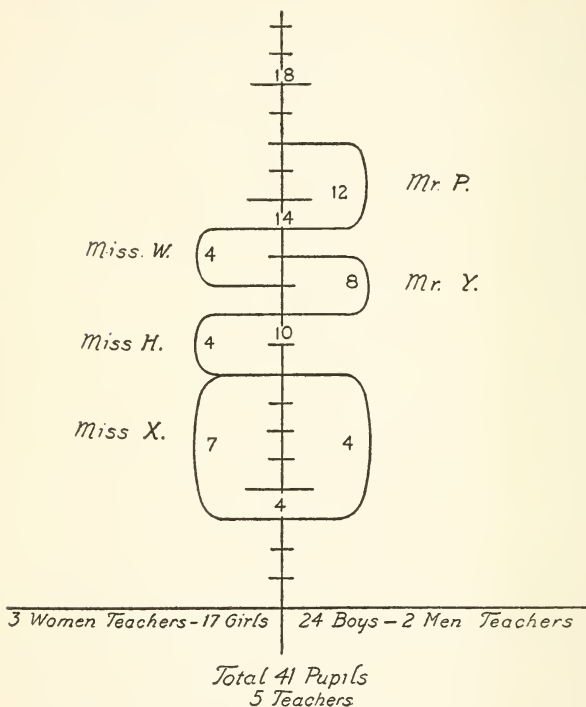 18
12 Mr. P.
14
Miss. W. 4
8 Mr. Y.
10
Miss H. 4
Miss X. 7 4
4
3 Women Teachers-17 Girls 24 Boys-2 Men Teachers
Total 41 Pupils
5 Teachers